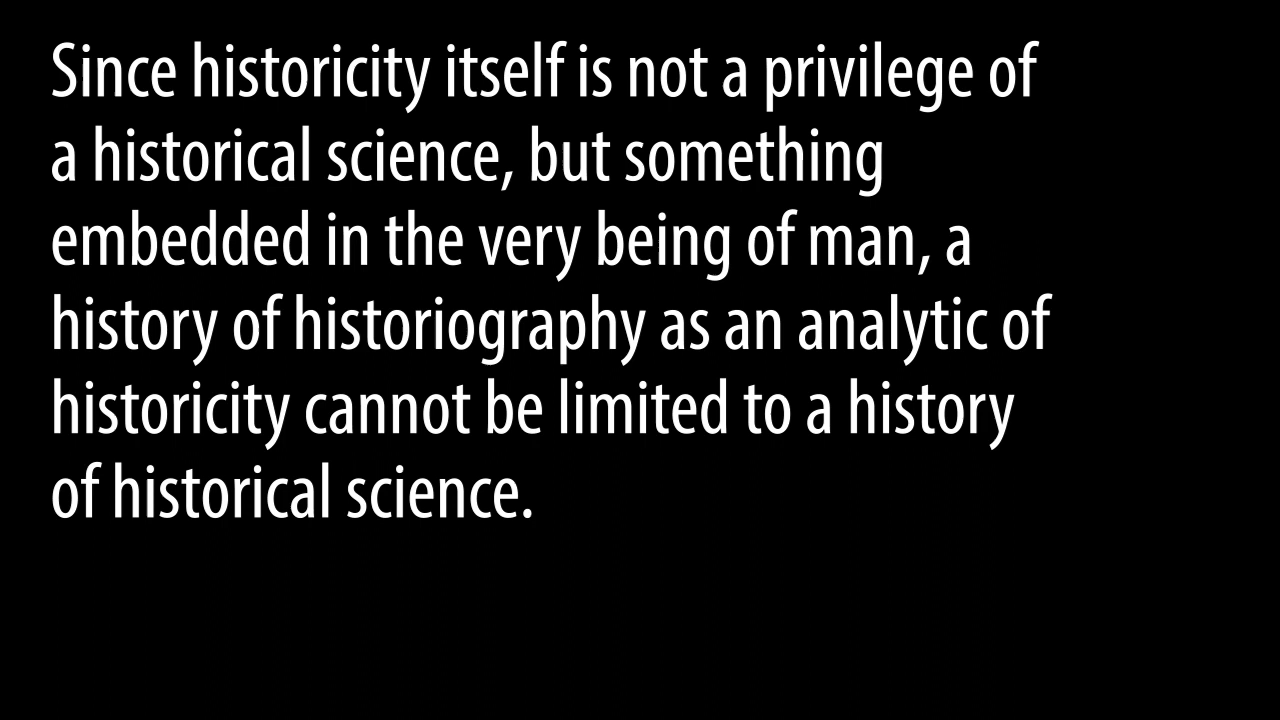 Since historicity itself is not a privilege of
a historical science, but something
embedded in the very being of man, a
history of historiography as an analytic of
historicity cannot be limited to a history
of historical science.